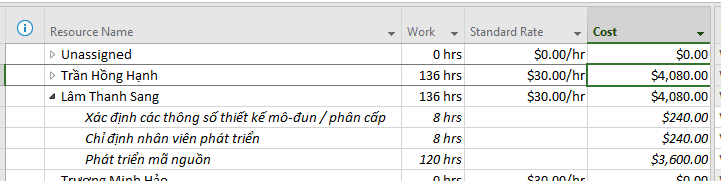 Resource Name Work Standard Rate Cost
Unassigned 0 hrs $0.00/hr $0.00
Trần Hồng Hạnh 136 hrs $30.00/hr $4,080.00
Lâm Thanh Sang 136 hrs $30.00/hr $4,080.00
Xác định các thông số thiết kế mô-đun / phân cấp 8 hrs $240.00
Chỉ định nhân viên phát triển 8 hrs $240.00
Phát triển mã nguồn 120 hrs $3,600.00
Trương Minh Hảo 0 hrs $30.00/hr $0.00